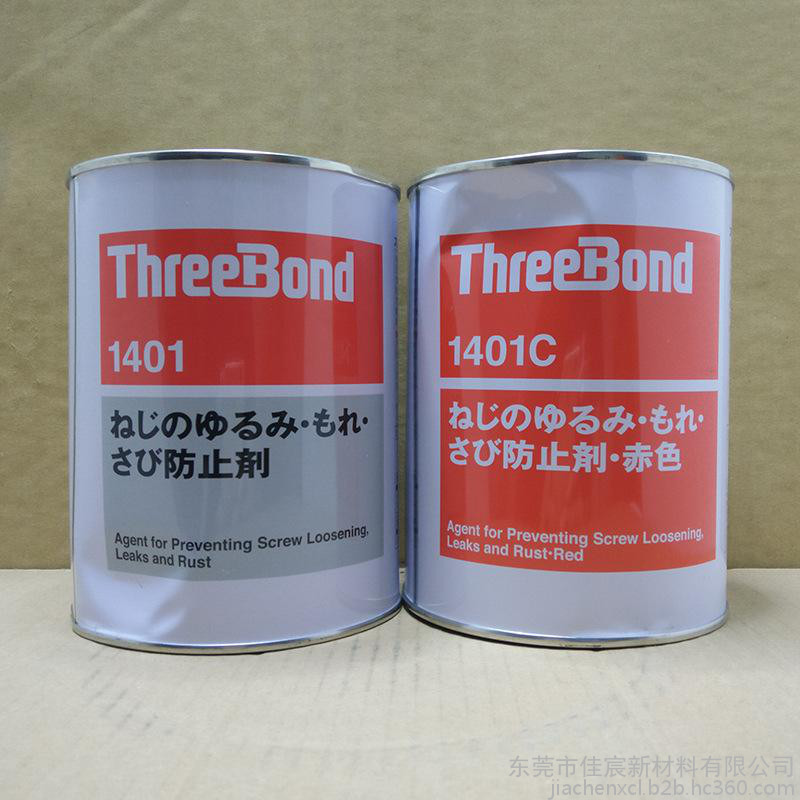 ThreeBond
1401
ねじのゆるみ・もれ・
さび防止剤
Agent for Preventing Screw Loosening,
Leaks and Rust
ThreeBond
1401C
ねじのゆるみ・もれ・
さび防止剤・赤色
Agent for Preventing Screw Loosening,
Leaks and Rust･Red
东莞市佳宸新材料有限公司
jiachenxcl.b2b.hc360.com